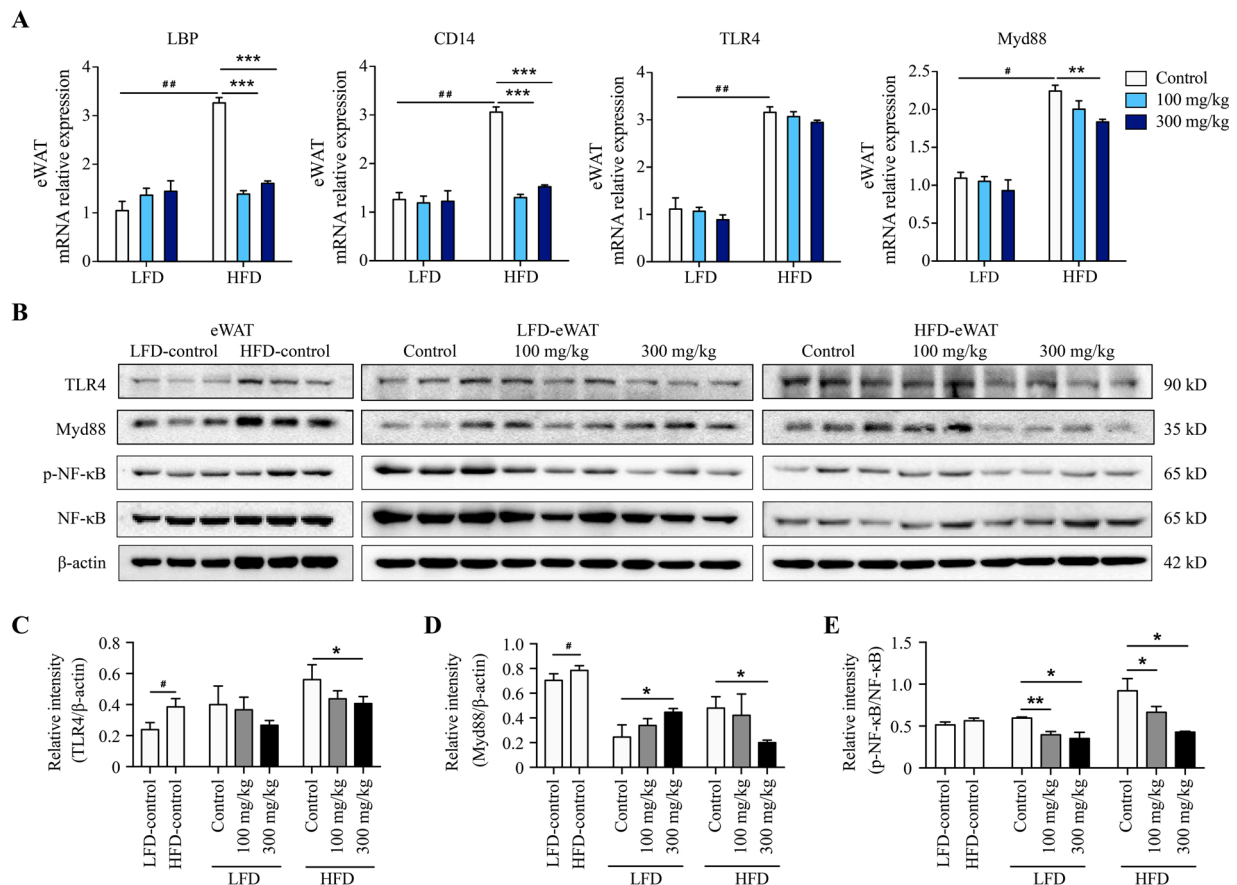 A
LBP
CD14
TLR4
Myd88
eWAT
mRNA relative expression
4
3
2
1
0
##
***
***
LFD
HFD
eWAT
mRNA relative expression
4
3
2
1
0
##
***
***
LFD
HFD
eWAT
mRNA relative expression
4
3
2
1
0
##
LFD
HFD
eWAT
mRNA relative expression
2.5
2.0
1.5
1.0
0.5
0
#
**
LFD
HFD
Control
100 mg/kg
300 mg/kg
B
eWAT
LFD-eWAT
HFD-eWAT
LFD-control HFD-control
Control 100 mg/kg 300 mg/kg
Control 100 mg/kg 300 mg/kg
TLR4 90 kD
Myd88 35 kD
p-NF-κB 65 kD
NF-κB 65 kD
β-actin 42 kD
C
Relative intensity
(TLR4/β-actin)
0.8
0.6
0.4
0.2
0
#
*
LFD-control
HFD-control
Control
100 mg/kg
300 mg/kg
Control
100 mg/kg
300 mg/kg
LFD
HFD
D
Relative intensity
(Myd88/β-actin)
1.0
0.8
0.6
0.4
0.2
0
#
*
*
LFD-control
HFD-control
Control
100 mg/kg
300 mg/kg
Control
100 mg/kg
300 mg/kg
LFD
HFD
E
Relative intensity
(p-NF-κB/NF-κB)
1.5
1.0
0.5
0
*
**
*
*
LFD-control
HFD-control
Control
100 mg/kg
300 mg/kg
Control
100 mg/kg
300 mg/kg
LFD
HFD